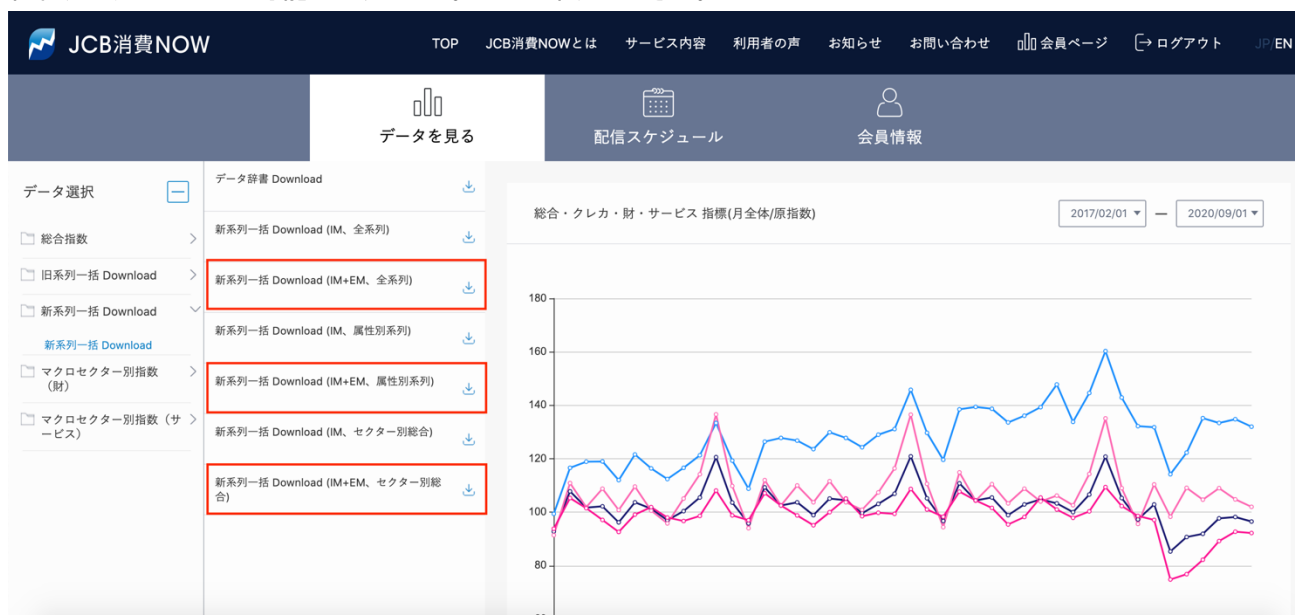 JCB消費NOW
TOP JCB消費NOWとは サービス内容 利用者の声 お知らせ お問い合わせ 会員ページ ログアウト JP/EN
データを見る 配信スケジュール 会員情報
データ選択
総合指数
旧系列一括 Download
新系列一括 Download
新系列一括 Download
マクロセクター別指数
（財）
マクロセクター別指数（サ
ービス）
データ辞書 Download
新系列一括 Download (IM、全系列)
新系列一括 Download (IM+EM、全系列)
新系列一括 Download (IM、属性別系列)
新系列一括 Download (IM+EM、属性別系列)
新系列一括 Download (IM、セクター別総合)
新系列一括 Download (IM+EM、セクター別総
合)
総合・クレカ・財・サービス 指標(月全体/原指数)
2017/02/01 — 2020/09/01
180
160
140
120
100
80